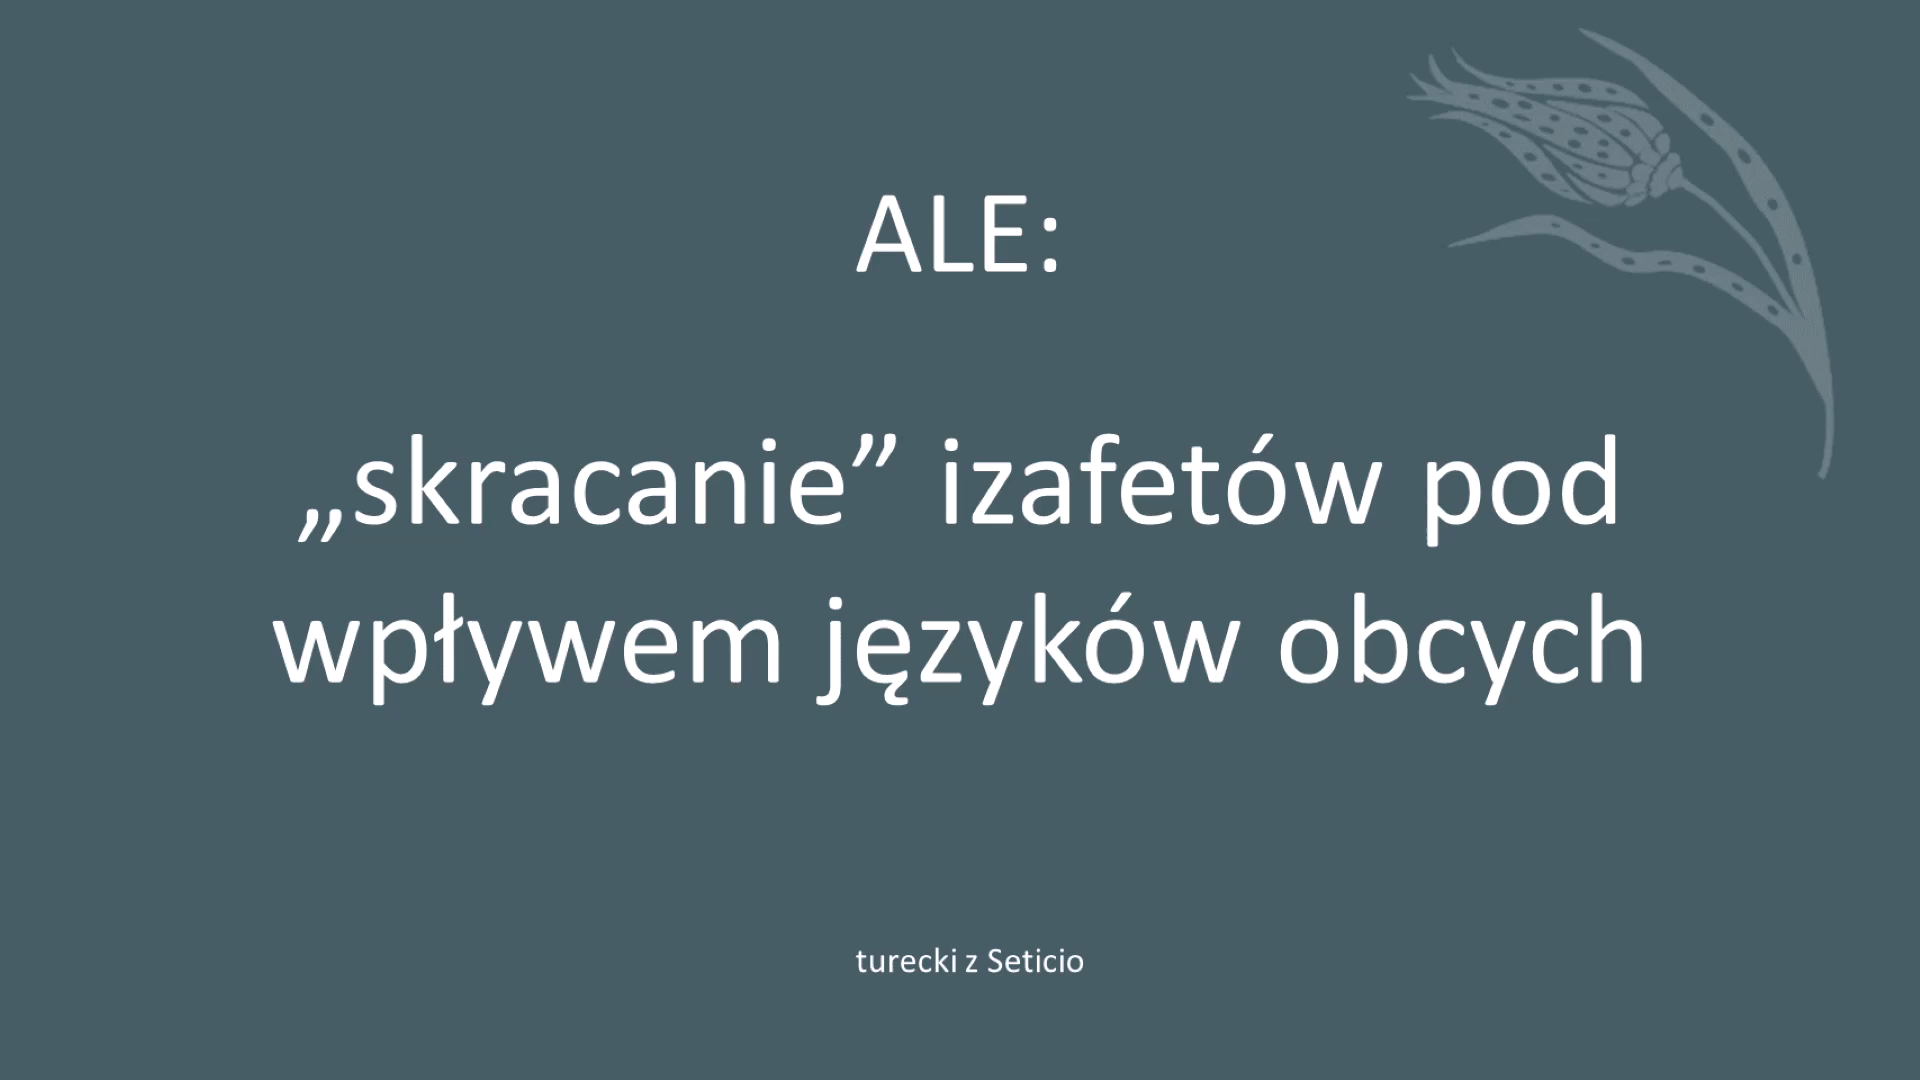 ALE:
„skracanie” izafetów pod
wpływem języków obcych
turecki z Seticio